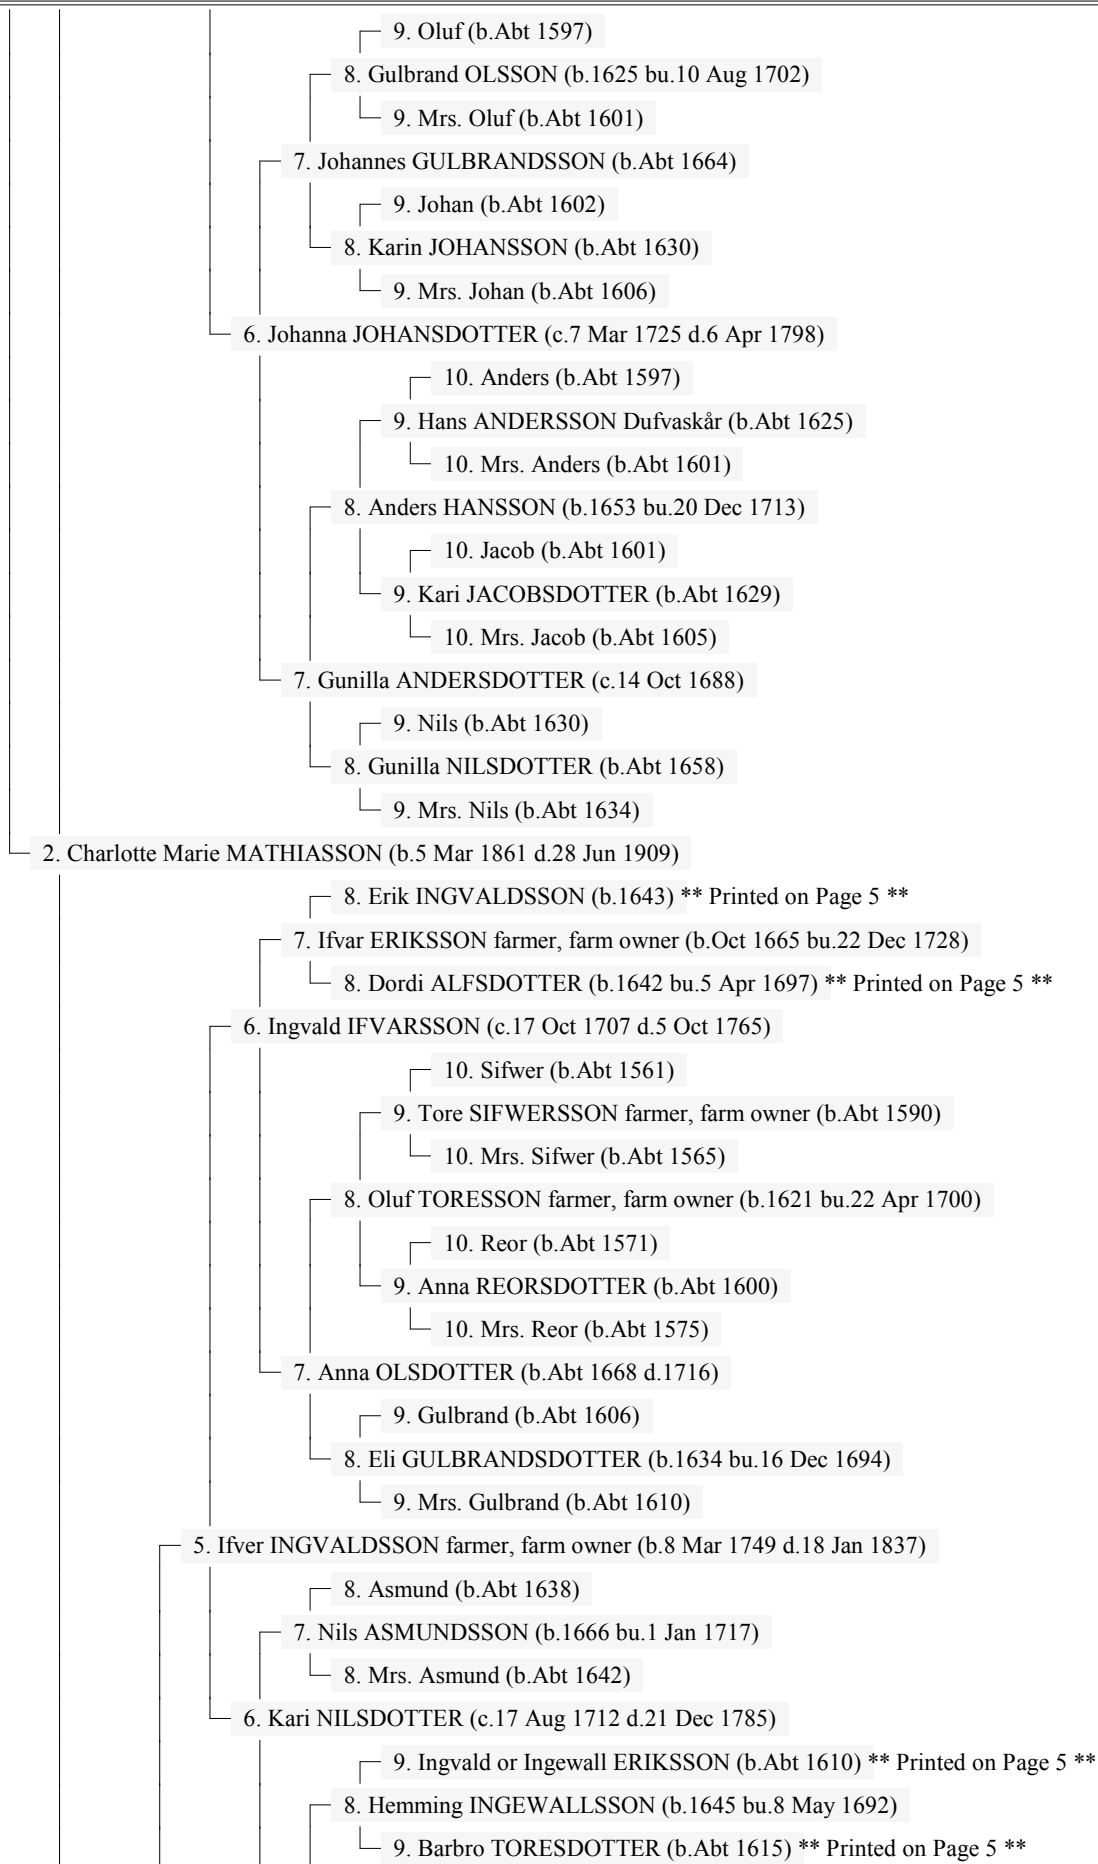 9. Oluf (b.Abt 1597)
8. Gulbrand OLSSON (b.1625 bu.10 Aug 1702)
9. Mrs. Oluf (b.Abt 1601)
7. Johannes GULBRANDSSON (b.Abt 1664)
9. Johan (b.Abt 1602)
8. Karin JOHANSSON (b.Abt 1630)
9. Mrs. Johan (b.Abt 1606)
6. Johanna JOHANSDOTTER (c.7 Mar 1725 d.6 Apr 1798)
10. Anders (b.Abt 1597)
9. Hans ANDERSSON Dufvaskår (b.Abt 1625)
10. Mrs. Anders (b.Abt 1601)
8. Anders HANSSON (b.1653 bu.20 Dec 1713)
10. Jacob (b.Abt 1601)
9. Kari JACOBSDOTTER (b.Abt 1629)
10. Mrs. Jacob (b.Abt 1605)
7. Gunilla ANDERSDOTTER (c.14 Oct 1688)
9. Nils (b.Abt 1630)
8. Gunilla NILSDOTTER (b.Abt 1658)
9. Mrs. Nils (b.Abt 1634)
2. Charlotte Marie MATHIASSON (b.5 Mar 1861 d.28 Jun 1909)
8. Erik INGVALDSSON (b.1643) ** Printed on Page 5 **
7. Ifvar ERIKSSON farmer, farm owner (b.Oct 1665 bu.22 Dec 1728)
8. Dordi ALFSDOTTER (b.1642 bu.5 Apr 1697) ** Printed on Page 5 **
6. Ingvald IFVARSSON (c.17 Oct 1707 d.5 Oct 1765)
10. Sifwer (b.Abt 1561)
9. Tore SIFWERSSON farmer, farm owner (b.Abt 1590)
10. Mrs. Sifwer (b.Abt 1565)
8. Oluf TORESSON farmer, farm owner (b.1621 bu.22 Apr 1700)
10. Reor (b.Abt 1571)
9. Anna REORSDOTTER (b.Abt 1600)
10. Mrs. Reor (b.Abt 1575)
7. Anna OLSDOTTER (b.Abt 1668 d.1716)
9. Gulbrand (b.Abt 1606)
8. Eli GULBRANDSDOTTER (b.1634 bu.16 Dec 1694)
9. Mrs. Gulbrand (b.Abt 1610)
5. Ifver INGVALDSSON farmer, farm owner (b.8 Mar 1749 d.18 Jan 1837)
8. Asmund (b.Abt 1638)
7. Nils ASMUNDSSON (b.1666 bu.1 Jan 1717)
8. Mrs. Asmund (b.Abt 1642)
6. Kari NILSDOTTER (c.17 Aug 1712 d.21 Dec 1785)
9. Ingvald or Ingewall ERIKSSON (b.Abt 1610) ** Printed on Page 5 **
8. Hemming INGEWALLSSON (b.1645 bu.8 May 1692)
9. Barbro TORESDOTTER (b.Abt 1615) ** Printed on Page 5 **